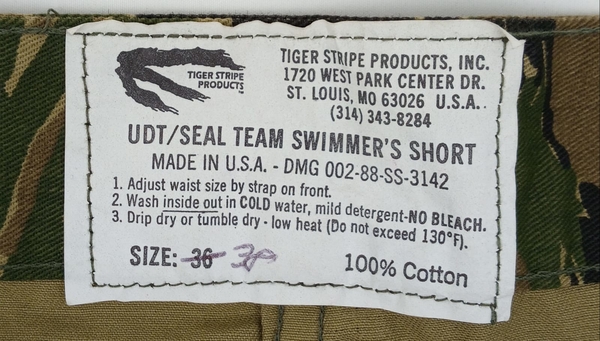 TIGER STRIPE
PRODUCTS™
TIGER STRIPE PRODUCTS, INC.
1720 WEST PARK CENTER DR.
ST. LOUIS, MO 63026 U.S.A.
(314) 343-8284
UDT/SEAL TEAM SWIMMER'S SHORT
MADE IN U.S.A. - DMG 002-88-SS-3142
1. Adjust waist size by strap on front.
2. Wash inside out in COLD water, mild detergent-NO BLEACH.
3. Drip dry or tumble dry - low heat (Do not exceed 130°F).
SIZE: 36
100% Cotton